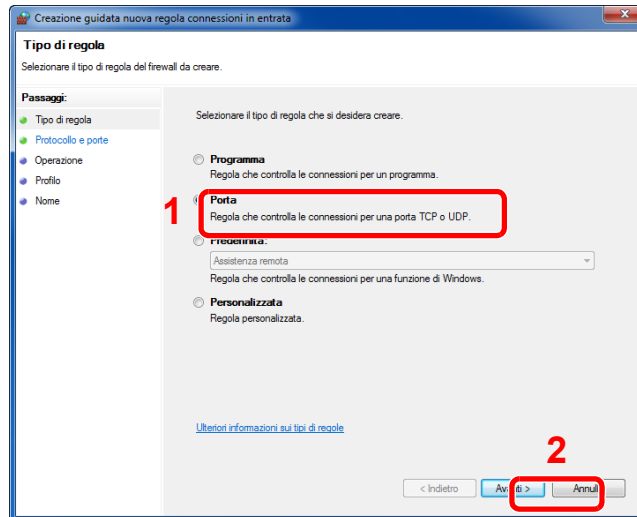 Creazione guidata nuova regola connessioni in entrata
Tipo di regola
Selezionare il tipo di regola del firewall da creare.
Passaggi:
Tipo di regola
Protocollo e porte
Operazione
Profilo
Nome
Selezionare il tipo di regola che si desidera creare.
Programma
Regola che controlla le connessioni per un programma.
1
Porta
Regola che controlla le connessioni per una porta TCP o UDP.
Predefinita:
Assistenza remota
Regola che controlla le connessioni per una funzione di Windows.
Personalizzata
Regola personalizzata.
Ulteriori informazioni sui tipi di regole
2
< Indietro
Avanti >
Annulla